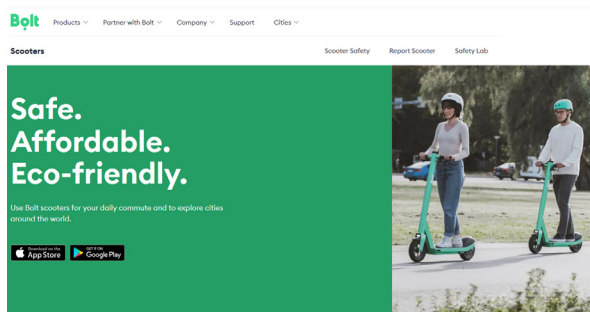 Bolt Products Partner with Bolt Company Support Cities
Scooters Scooter Safety Report Scooter Safety Lab
Safe.
Affordable.
Eco-friendly.
Use Bolt scooters for your daily commute and to explore cities
around the world.
Download on the App Store GET IT ON Google Play